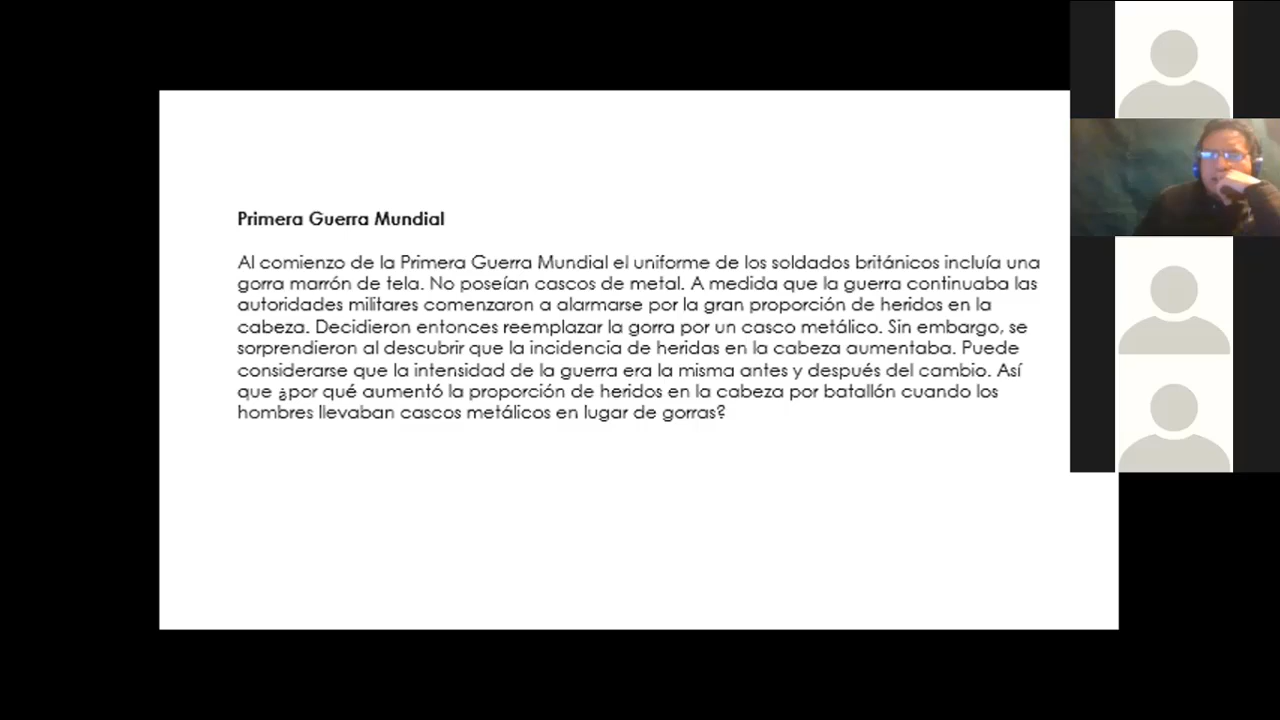 Primera Guerra Mundial
Al comienzo de la Primera Guerra Mundial el uniforme de los soldados británicos incluía una
gorra marrón de tela. No poseían cascos de metal. A medida que la guerra continuaba las
autoridades militares comenzaron a alarmarse por la gran proporción de heridos en la
cabeza. Decidieron entonces reemplazar la gorra por un casco metálico. Sin embargo, se
sorprendieron al descubrir que la incidencia de heridas en la cabeza aumentaba. Puede
considerarse que la intensidad de la guerra era la misma antes y después del cambio. Así
que ¿por qué aumentó la proporción de heridos en la cabeza por batallón cuando los
hombres llevaban cascos metálicos en lugar de gorras?